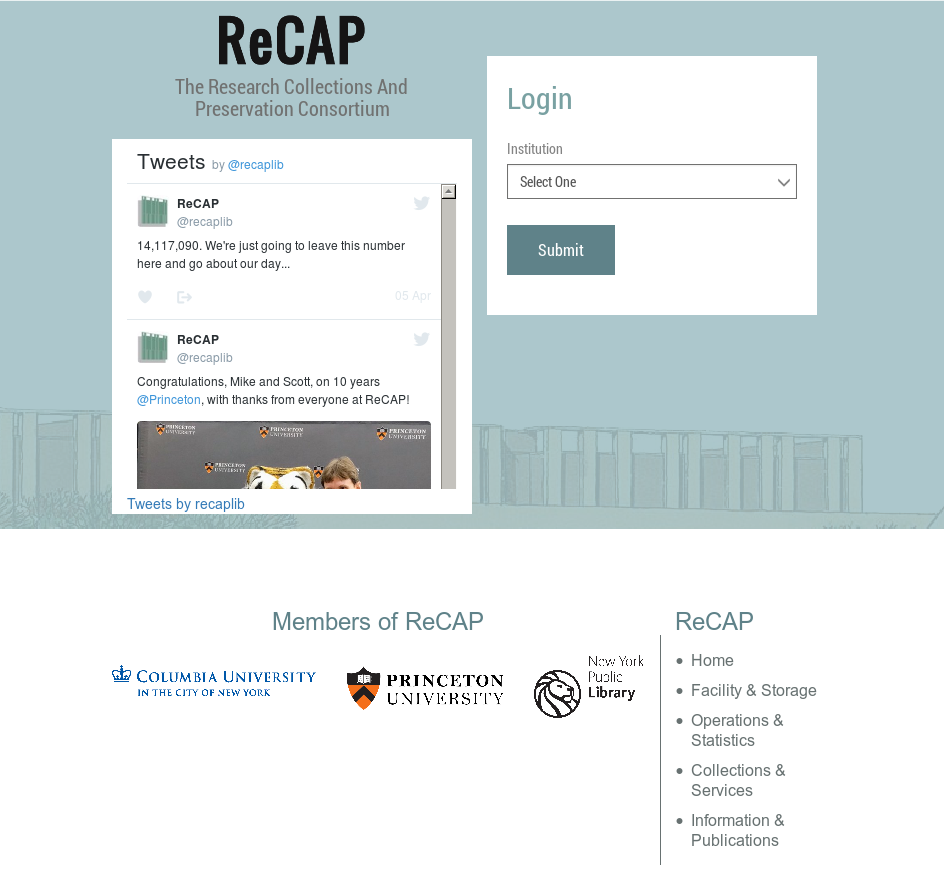 ReCAP
The Research Collections And
Preservation Consortium
Tweets by @recaplib
ReCAP
@recaplib
14,117,090. We're just going to leave this number
here and go about our day...
05 Apr
ReCAP
@recaplib
Congratulations, Mike and Scott, on 10 years
@Princeton, with thanks from everyone at ReCAP!
PRINCETON
UNIVERSITY
PRINCETON
UNIVERSITY
PRINCETON
UNIVERSITY
PRINCETON
UNIVERSITY
Tweets by recaplib
Login
Institution
Select One
Submit
Members of ReCAP
COLUMBIA UNIVERSITY
IN THE CITY OF NEW YORK
PRINCETON
UNIVERSITY
New York
Public
Library
ReCAP
Home
Facility & Storage
Operations &
Statistics
Collections &
Services
Information &
Publications